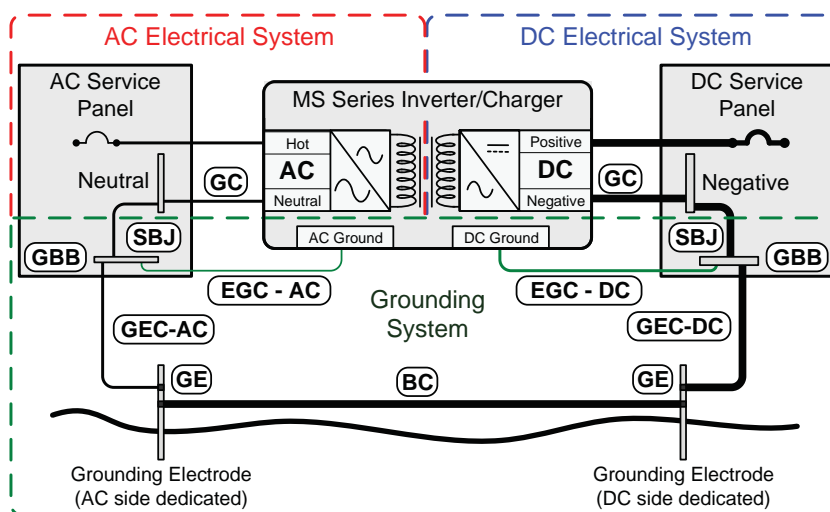 AC Electrical System
DC Electrical System
AC Service
Panel
MS Series Inverter/Charger
DC Service
Panel
Hot
AC
Neutral
Positive
DC
Negative
Neutral
GC
GC
Negative
SBJ
AC Ground
DC Ground
SBJ
GBB
GBB
EGC - AC
EGC - DC
Grounding
System
GEC-AC
GEC-DC
GE
BC
GE
Grounding Electrode
(AC side dedicated)
Grounding Electrode
(DC side dedicated)